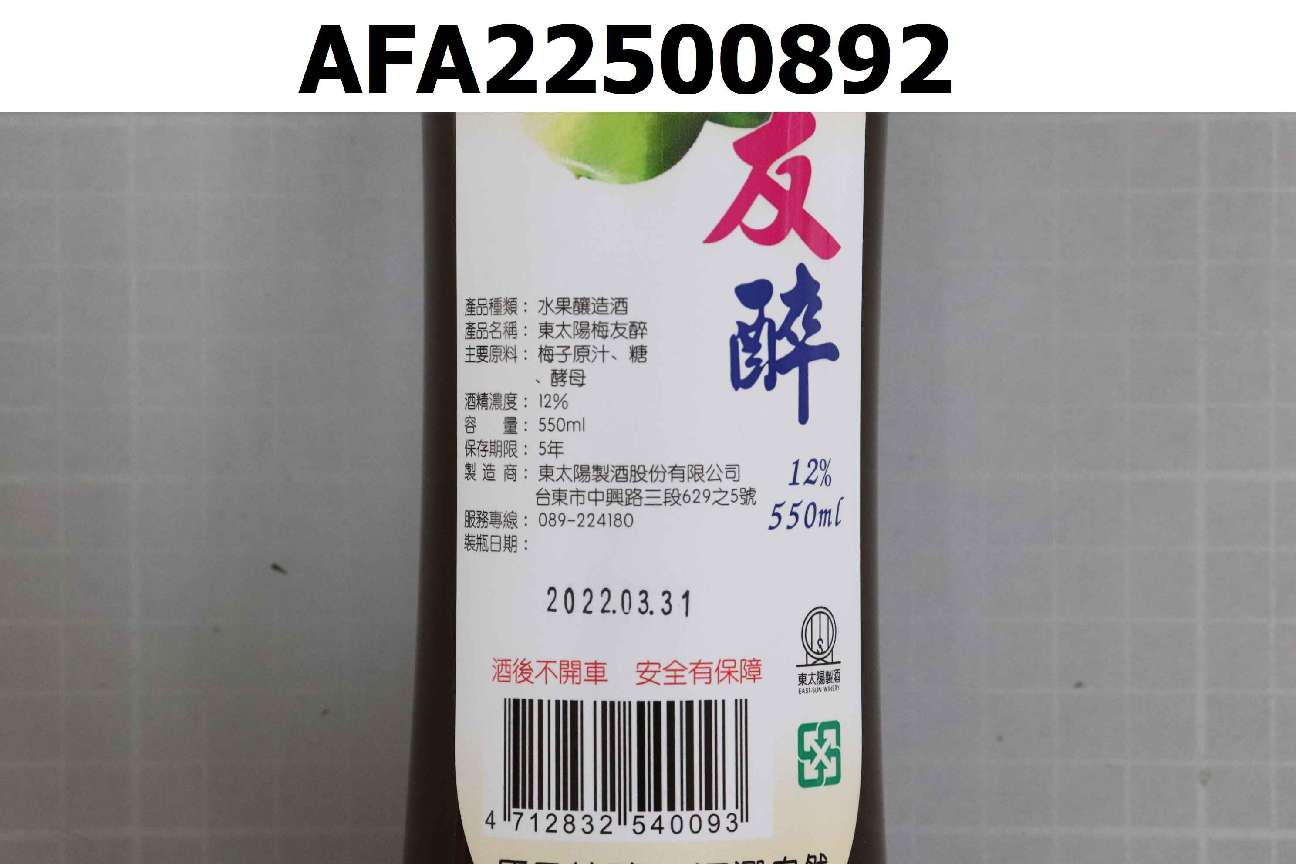 AFA22500892
友
醉
產品種類：水果釀造酒
產品名稱：東太陽梅友醉
主要原料：梅子原汁、糖
、酵母
酒精濃度：12%
容 量：550ml
保存期限：5年
製造商：東太陽製酒股份有限公司
台東市中興路三段629之5號
服務專線：089-224180
裝瓶日期：
12%
550ml
2022.03.31
酒後不開車 安全有保障
東太陽製酒
EAST-SUN WINERY
4 712832 540093